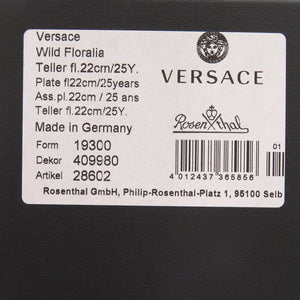 Versace
Wild Floralia
Teller fl.22cm/25Y.
Plate fl22cm/25years
Ass.pl.22cm / 25 ans
Teller fl.22cm/25Y.
Made in Germany
Form 19300
Dekor 409980
Artikel 28602
VERSACE
Rosenthal
01
4 012437 365856
Rosenthal GmbH, Philip-Rosenthal-Platz 1, 95100 Selb